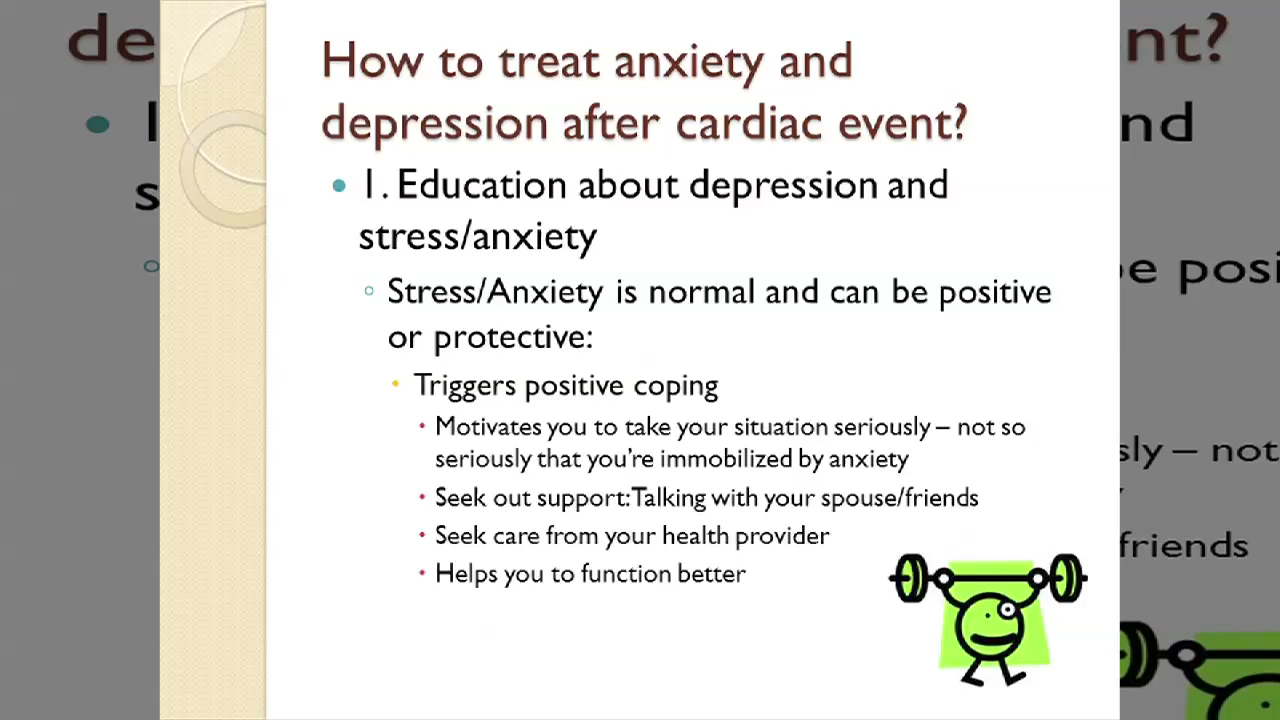 How to treat anxiety and
depression after cardiac event?
• 1. Education about depression and
stress/anxiety
◦ Stress/Anxiety is normal and can be positive
or protective:
• Triggers positive coping
• Motivates you to take your situation seriously – not so
seriously that you're immobilized by anxiety
• Seek out support:Talking with your spouse/friends
• Seek care from your health provider
• Helps you to function better